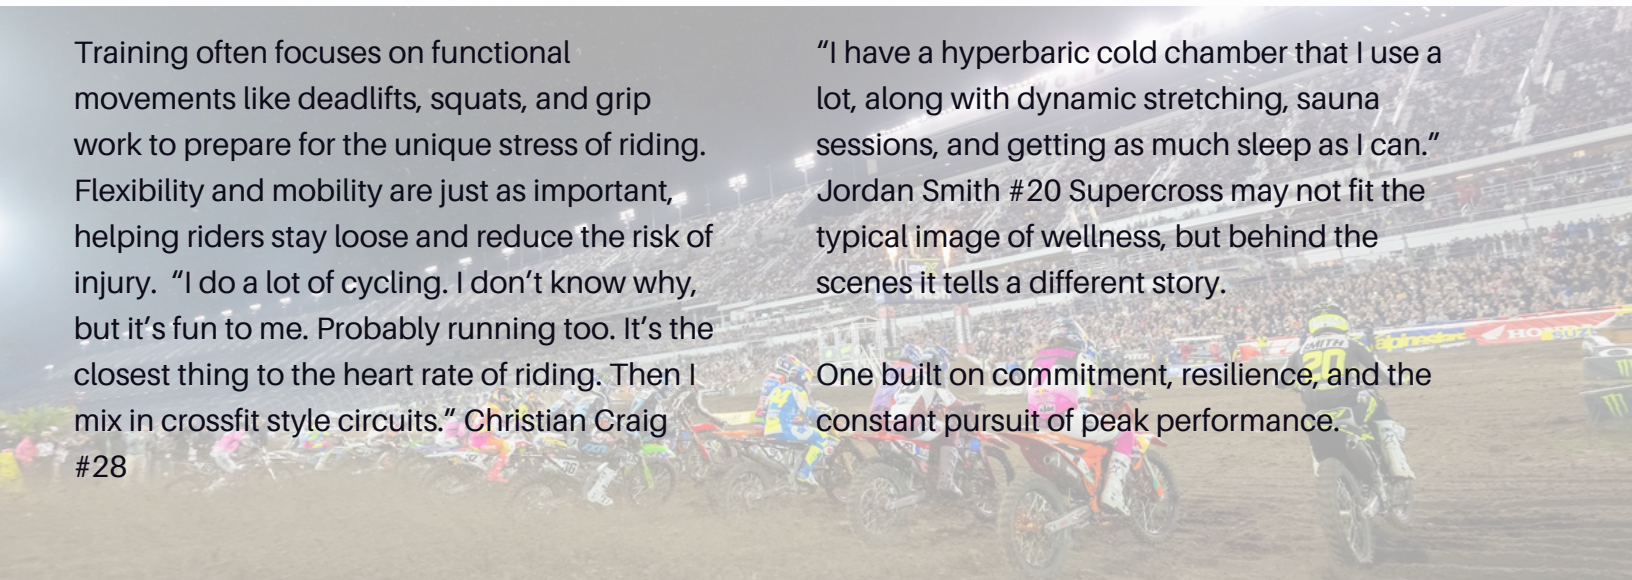 Training often focuses on functional
movements like deadlifts, squats, and grip
work to prepare for the unique stress of riding.
Flexibility and mobility are just as important,
helping riders stay loose and reduce the risk of
injury.  “I do a lot of cycling. I don’t know why,
but it’s fun to me. Probably running too. It’s the
closest thing to the heart rate of riding. Then I
mix in crossfit style circuits.” Christian Craig
#28
“I have a hyperbaric cold chamber that I use a
lot, along with dynamic stretching, sauna
sessions, and getting as much sleep as I can.”
Jordan Smith #20 Supercross may not fit the
typical image of wellness, but behind the
scenes it tells a different story.
One built on commitment, resilience, and the
constant pursuit of peak performance.
SMITH
20
alpinestars